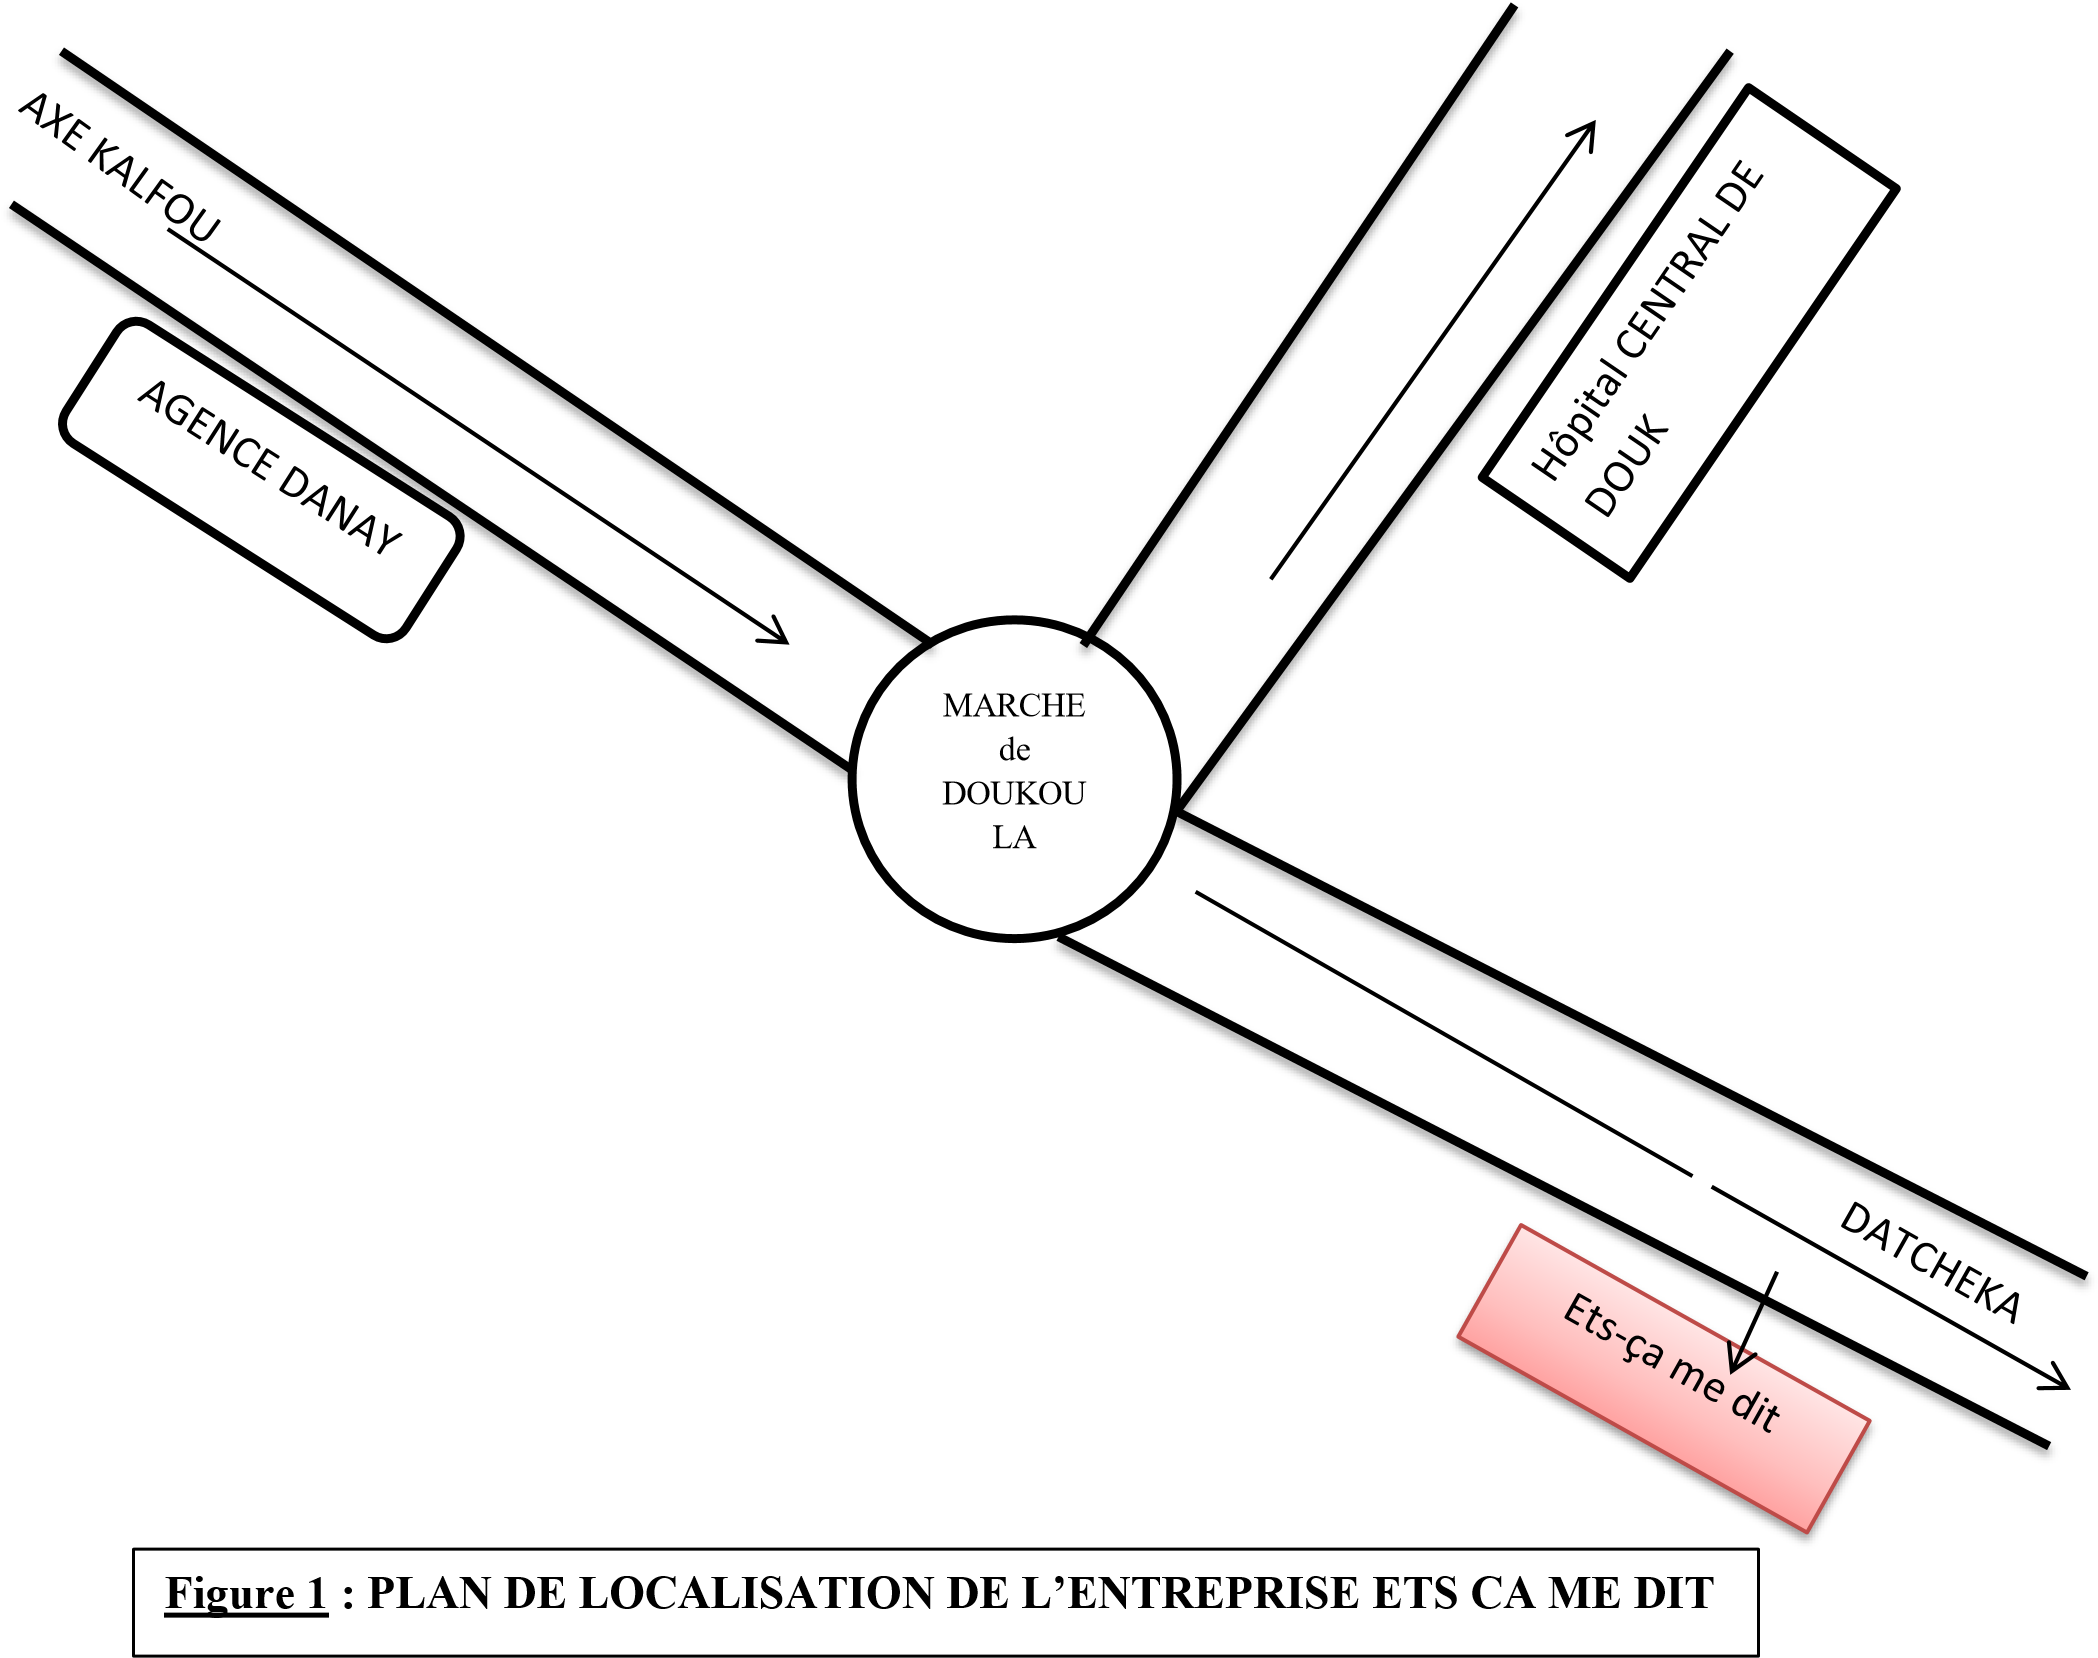 AXE KALFOU
AGENCE DANAY
Hôpital CENTRAL DE
DOUK
MARCHE
de
DOUKOU
LA
DATCHEKA
Ets-ça me dit
Figure 1 : PLAN DE LOCALISATION DE L’ENTREPRISE ETS CA ME DIT